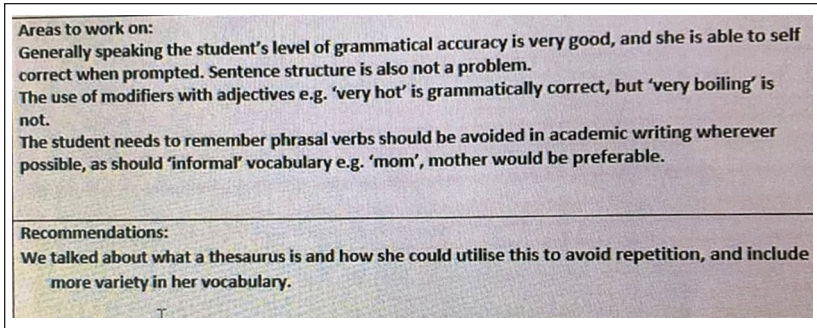 Areas to work on:
Generally speaking the student's level of grammatical accuracy is very good, and she is able to self
correct when prompted. Sentence structure is also not a problem.
The use of modifiers with adjectives e.g. 'very hot' is grammatically correct, but 'very boiling' is
not.
The student needs to remember phrasal verbs should be avoided in academic writing wherever
possible, as should 'informal' vocabulary e.g. 'mom', mother would be preferable.
Recommendations:
We talked about what a thesaurus is and how she could utilise this to avoid repetition, and include
more variety in her vocabulary.